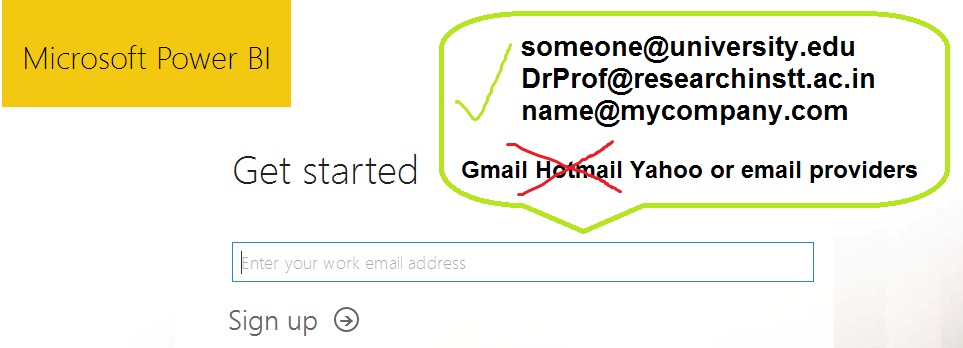 Microsoft Power BI
someone@university.edu
DrProf@researchinstt.ac.in
name@mycompany.com
Gmail Hotmail Yahoo or email providers
Get started
Enter your work email address
Sign up